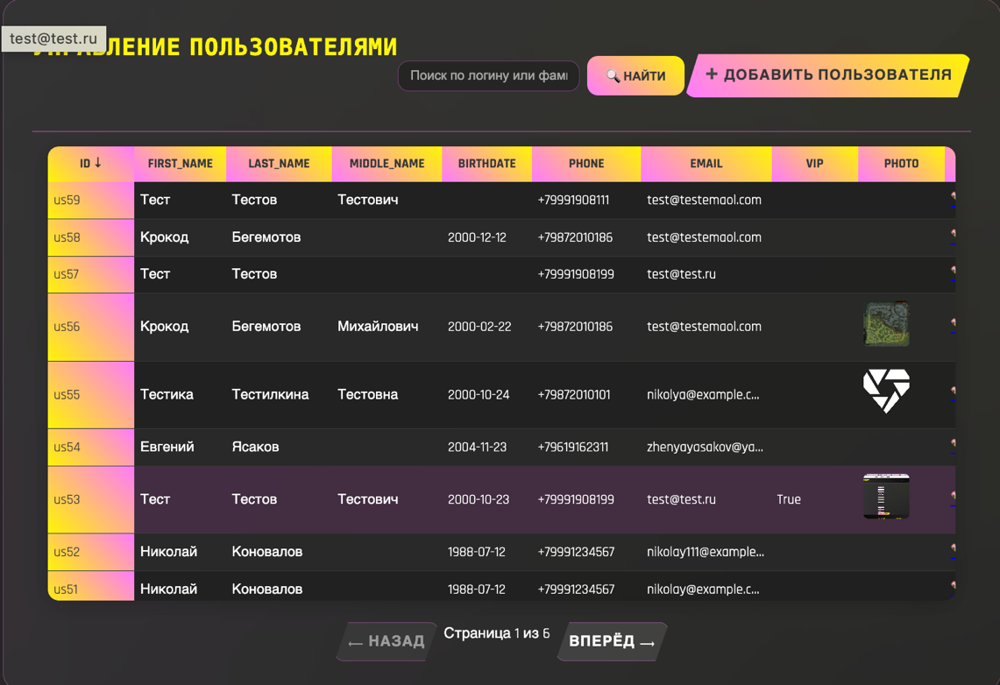 test@test.ru
УПРАВЛЕНИЕ ПОЛЬЗОВАТЕЛЯМИ
Поиск по логину или фами
🔍 НАЙТИ
+ ДОБАВИТЬ ПОЛЬЗОВАТЕЛЯ
ID ↓ FIRST_NAME LAST_NAME MIDDLE_NAME BIRTHDATE PHONE EMAIL VIP PHOTO
us59 Тест Тестов Тестович +79991908111 test@testemaol.com
us58 Крокод Бегемотов 2000-12-12 +79872010186 test@testemaol.com
us57 Тест Тестов +79991908199 test@test.ru
us56 Крокод Бегемотов Михайлович 2000-02-22 +79872010186 test@testemaol.com
us55 Тестика Тестилкина Тестовна 2000-10-24 +79872010101 nikolya@example.c...
us54 Евгений Ясаков 2004-11-23 +79619162311 zhenyayasakov@ya...
us53 Тест Тестов Тестович 2000-10-23 +79991908199 test@test.ru True
us52 Николай Коновалов 1988-07-12 +79991234567 nikolay111@example...
us51 Николай Коновалов 1988-07-12 +79991234567 nikolay@example.c...
← НАЗАД Страница 1 из 6 ВПЕРЁД →